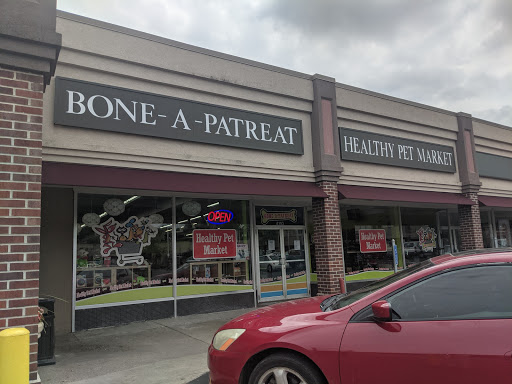 BONE-A-PATREAT
HEALTHY PET MARKET
OPEN
Healthy Pet
Market
Healthy Pet
Market